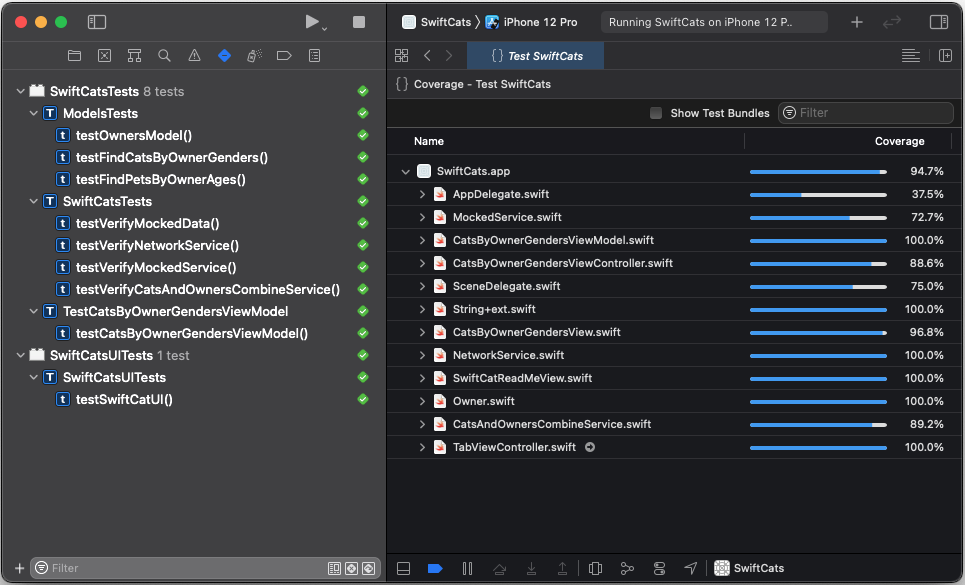 SwiftCats iPhone 12 Pro Running SwiftCats on iPhone 12 P..
{} Test SwiftCats
SwiftCatsTests 8 tests
T ModelsTests
t testOwnersModel()
t testFindCatsByOwnerGenders()
t testFindPetsByOwnerAges()
T SwiftCatsTests
t testVerifyMockedData()
t testVerifyNetworkService()
t testVerifyMockedService()
t testVerifyCatsAndOwnersCombineService()
T TestCatsByOwnerGendersViewModel
t testCatsByOwnerGendersViewModel()
SwiftCatsUITests 1 test
T SwiftCatsUITests
t testSwiftCatUI()
Filter
{} Coverage - Test SwiftCats
Show Test Bundles Filter
Name Coverage
SwiftCats.app 94.7%
AppDelegate.swift 37.5%
MockedService.swift 72.7%
CatsByOwnerGendersViewModel.swift 100.0%
CatsByOwnerGendersViewController.swift 88.6%
SceneDelegate.swift 75.0%
String+ext.swift 100.0%
CatsByOwnerGendersView.swift 96.8%
NetworkService.swift 100.0%
SwiftCatReadMeView.swift 100.0%
Owner.swift 100.0%
CatsAndOwnersCombineService.swift 89.2%
TabViewController.swift 100.0%
SwiftCats